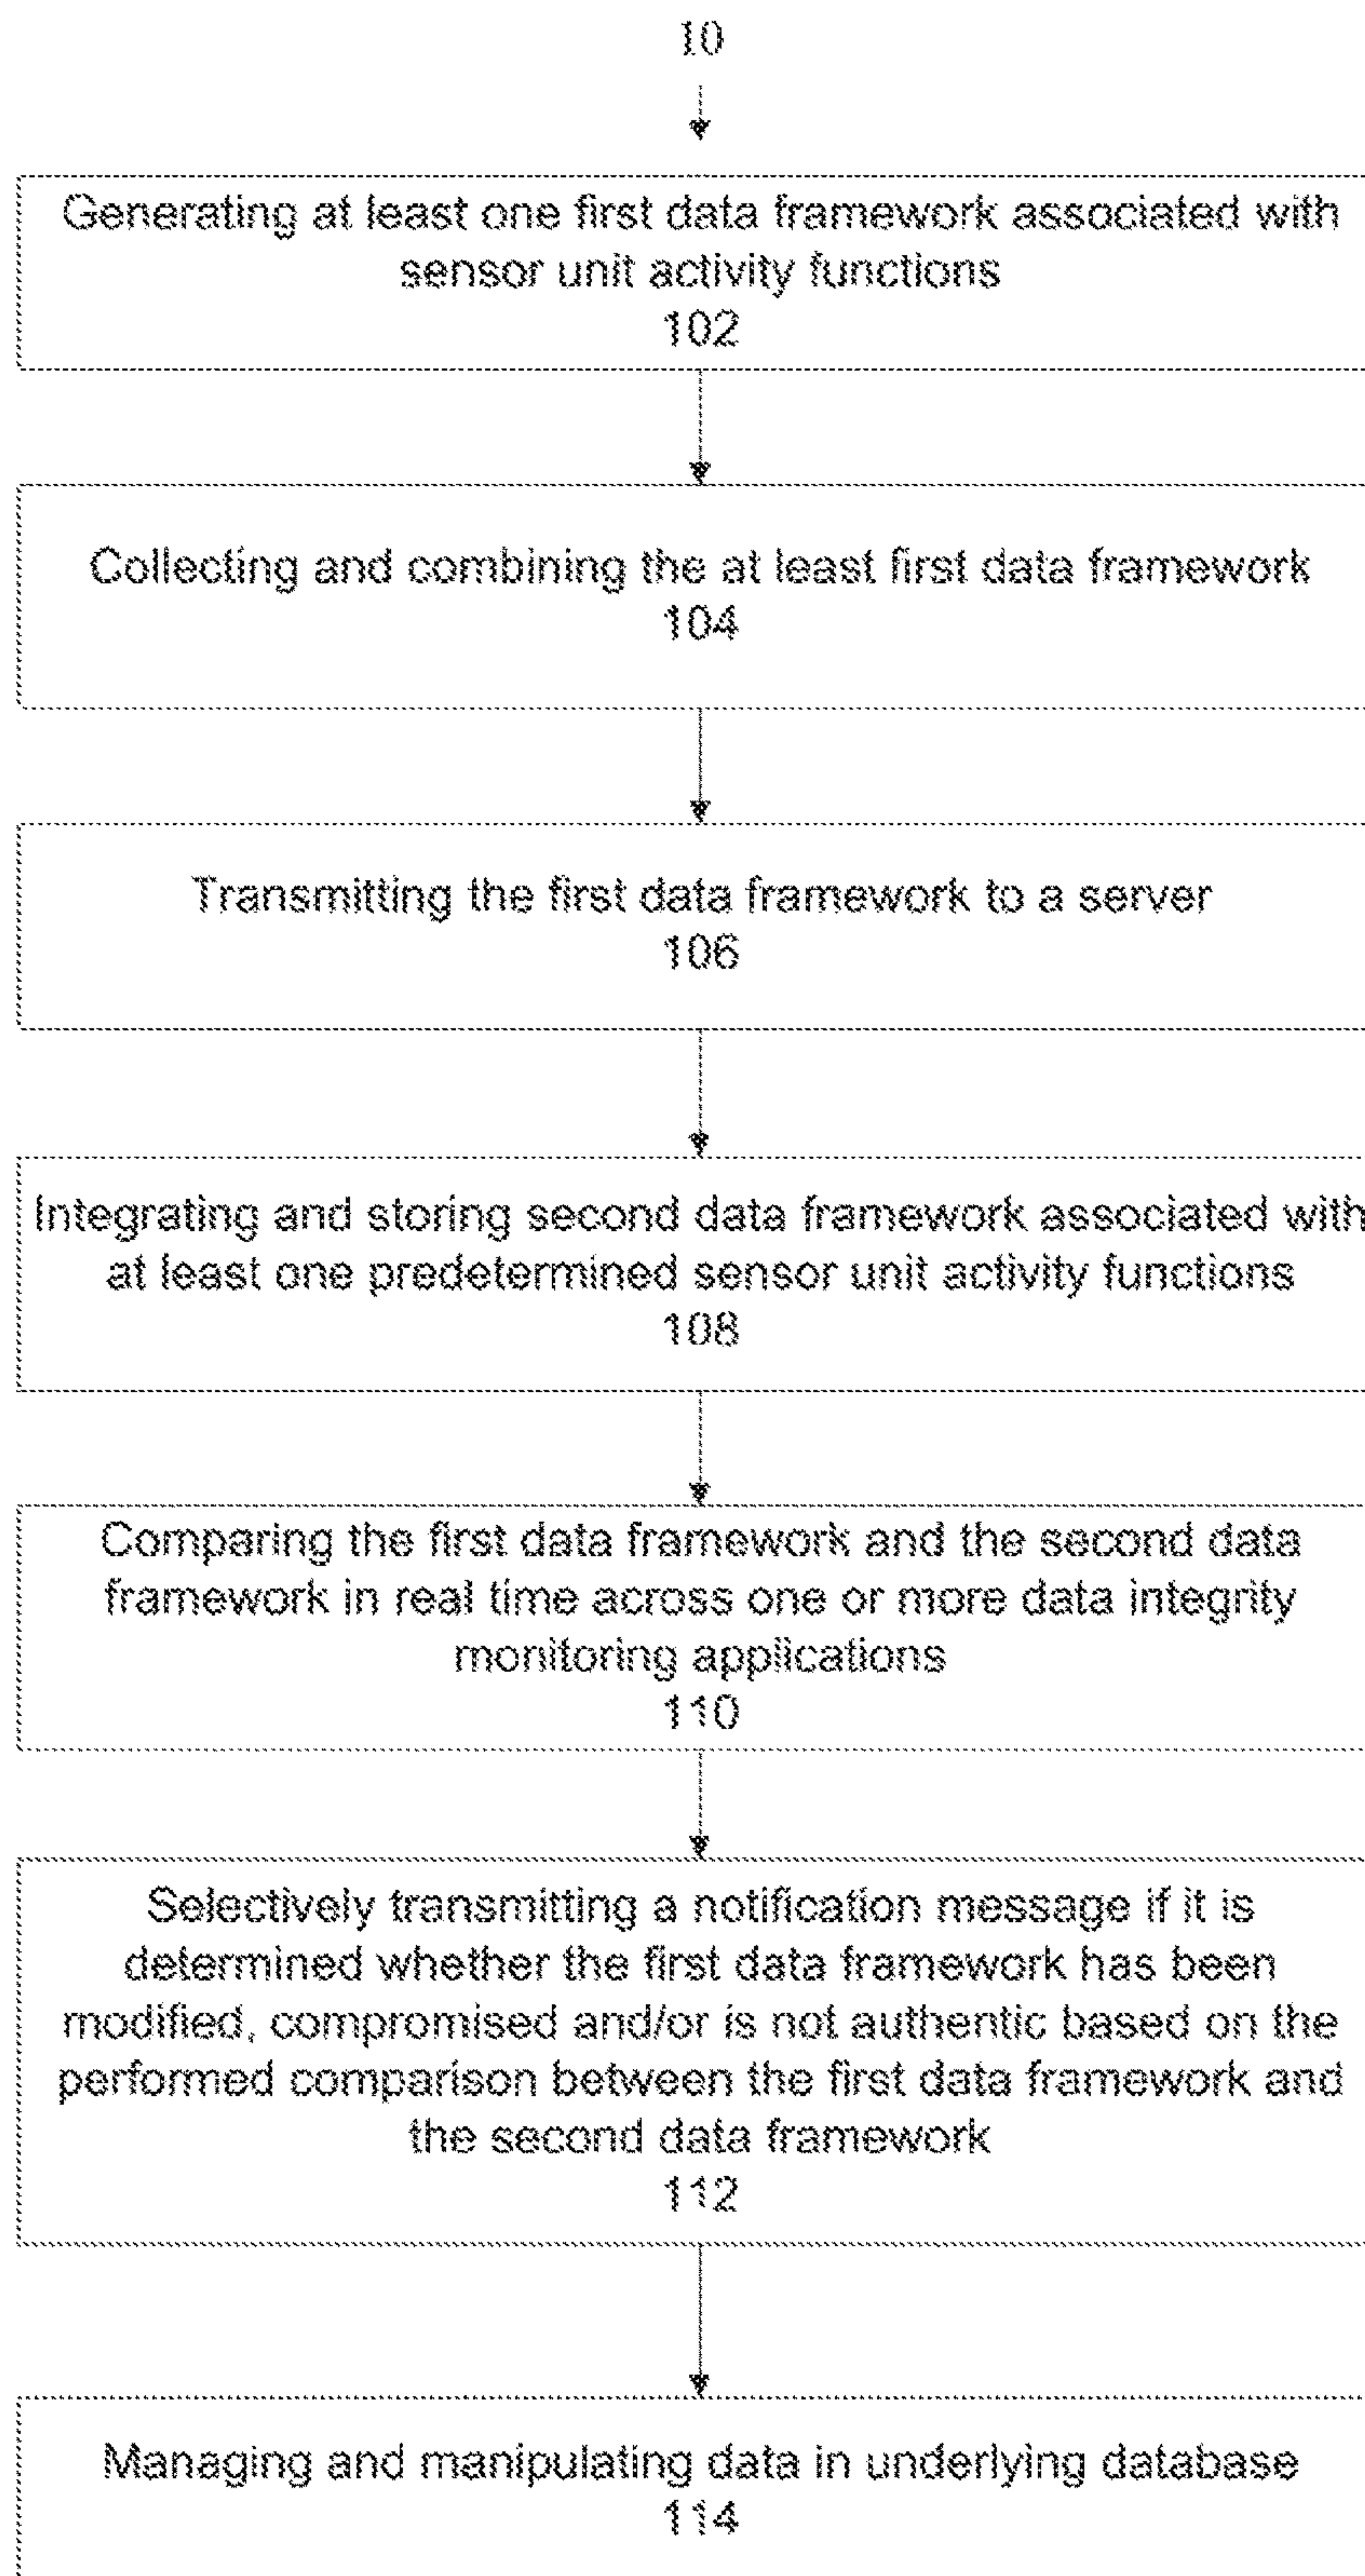 10
Generating at least one first data framework associated with
sensor unit activity functions
102
Collecting and combining the at least first data framework
104
Transmitting the first data framework to a server
106
Integrating and storing second data framework associated with
at least one predetermined sensor unit activity functions
108
Comparing the first data framework and the second data
framework in real time across one or more data integrity
monitoring applications
110
Selectively transmitting a notification message if it is
determined whether the first data framework has been
modified, compromised and/or is not authentic based on the
performed comparison between the first data framework and
the second data framework
112
Managing and manipulating data in underlying database
114